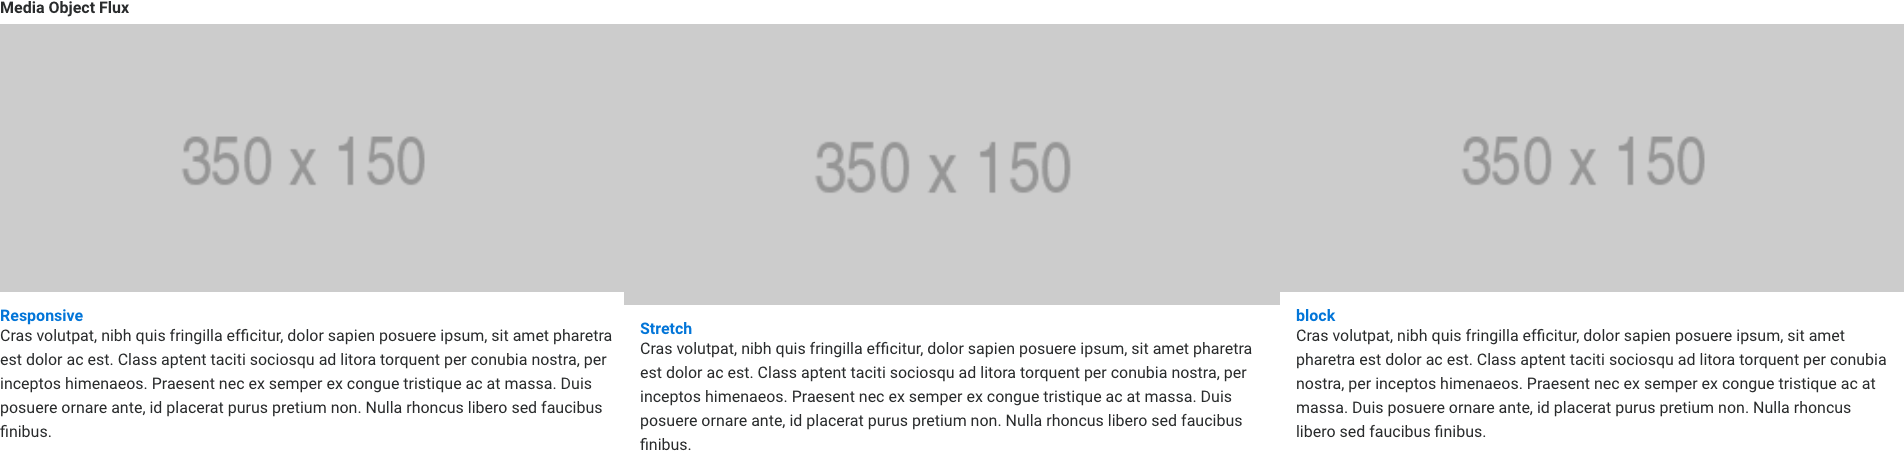 Media Object Flux
350 x 150
350 x 150
350 x 150
Responsive
Cras volutpat, nibh quis fringilla efficitur, dolor sapien posuere ipsum, sit amet pharetra
est dolor ac est. Class aptent taciti sociosqu ad litora torquent per conubia nostra, per
inceptos himenaeos. Praesent nec ex semper ex congue tristique ac at massa. Duis
posuere ornare ante, id placerat purus pretium non. Nulla rhoncus libero sed faucibus
finibus.
Stretch
Cras volutpat, nibh quis fringilla efficitur, dolor sapien posuere ipsum, sit amet pharetra
est dolor ac est. Class aptent taciti sociosqu ad litora torquent per conubia nostra, per
inceptos himenaeos. Praesent nec ex semper ex congue tristique ac at massa. Duis
posuere ornare ante, id placerat purus pretium non. Nulla rhoncus libero sed faucibus
finibus.
block
Cras volutpat, nibh quis fringilla efficitur, dolor sapien posuere ipsum, sit amet
pharetra est dolor ac est. Class aptent taciti sociosqu ad litora torquent per conubia
nostra, per inceptos himenaeos. Praesent nec ex semper ex congue tristique ac at
massa. Duis posuere ornare ante, id placerat purus pretium non. Nulla rhoncus
libero sed faucibus finibus.